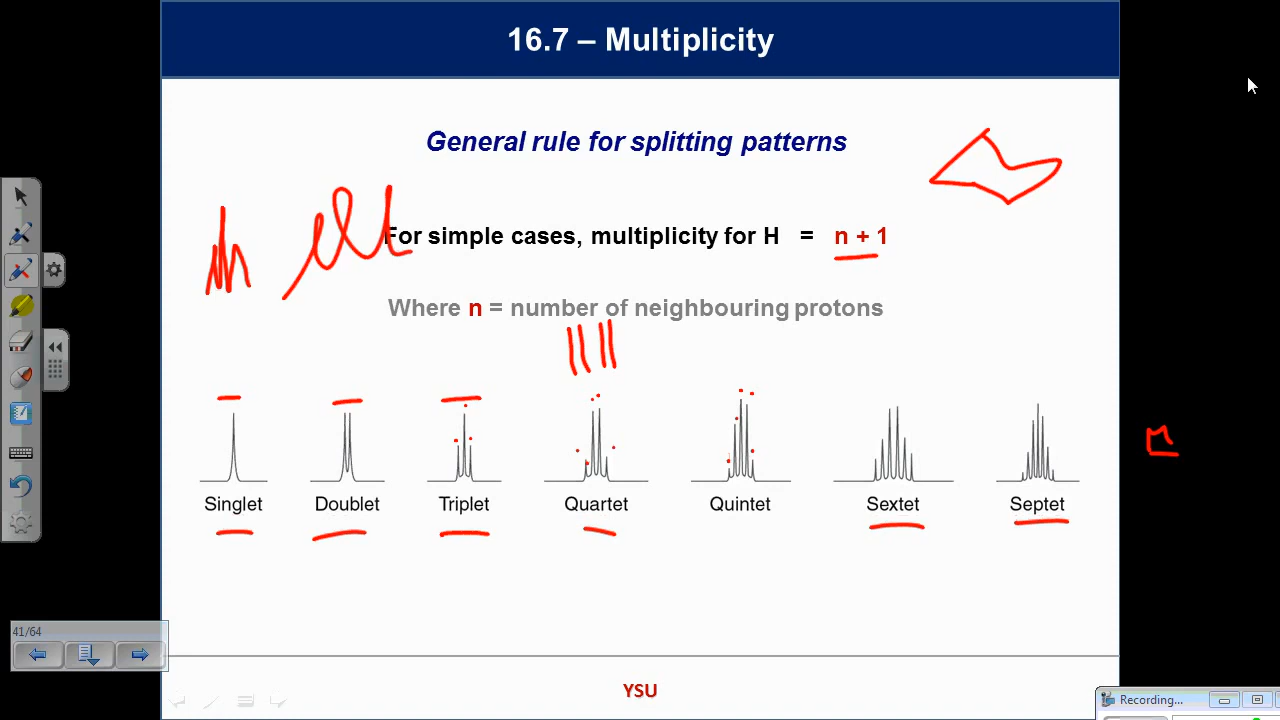 16.7 – Multiplicity
General rule for splitting patterns
For simple cases, multiplicity for H = n + 1
Where n = number of neighbouring protons
Singlet Doublet Triplet Quartet Quintet Sextet Septet
41/64
YSU
Recording...